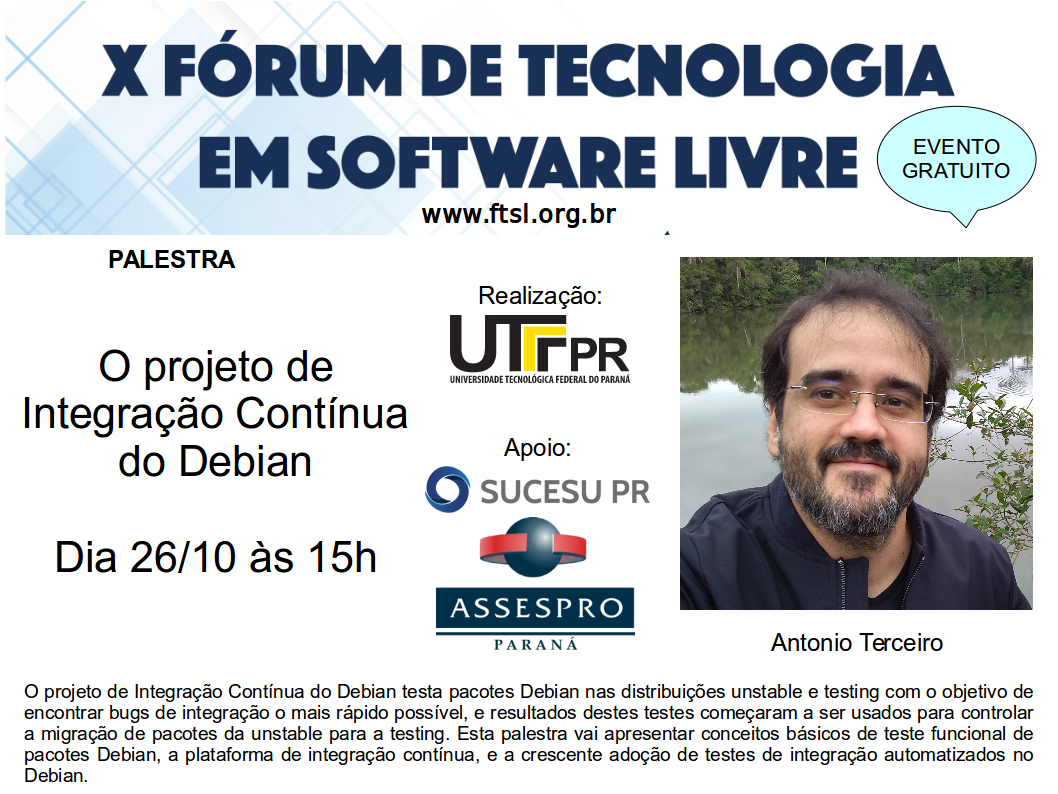 X FÓRUM DE TECNOLOGIA
EM SOFTWARE LIVRE
EVENTO
GRATUITO
www.ftsl.org.br
PALESTRA
O projeto de
Integração Contínua
do Debian
Dia 26/10 às 15h
Realização:
UTFPR
UNIVERSIDADE TECNOLÓGICA FEDERAL DO PARANÁ
Apoio:
SUCESU PR
ASSESPRO
PARANÁ
Antonio Terceiro
O projeto de Integração Contínua do Debian testa pacotes Debian nas distribuições unstable e testing com o objetivo de
encontrar bugs de integração o mais rápido possível, e resultados destes testes começaram a ser usados para controlar
a migração de pacotes da unstable para a testing. Esta palestra vai apresentar conceitos básicos de teste funcional de
pacotes Debian, a plataforma de integração contínua, e a crescente adoção de testes de integração automatizados no
Debian.